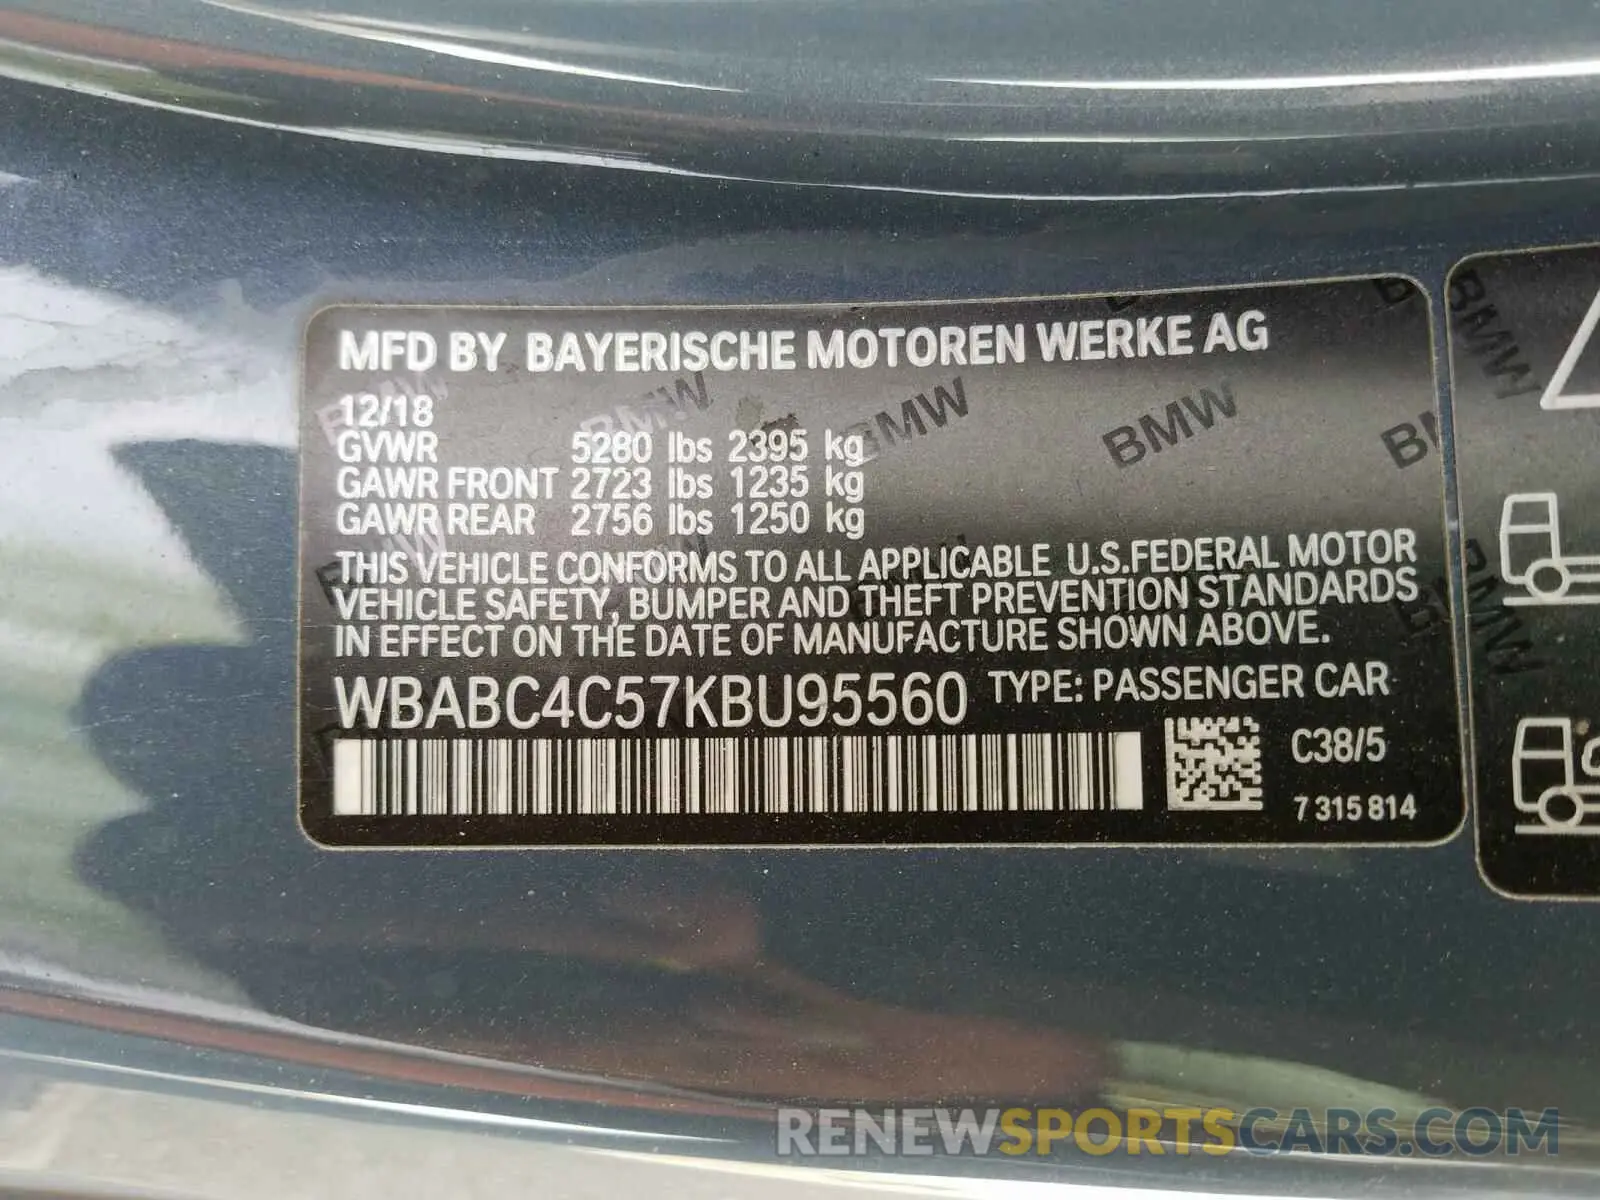 MFD BY BAYERISCHE MOTOREN WERKE AG
12/18
GVWR 5280 lbs 2395 kg
GAWR FRONT 2723 lbs 1235 kg
GAWR REAR 2756 lbs 1250 kg
THIS VEHICLE CONFORMS TO ALL APPLICABLE U.S.FEDERAL MOTOR
VEHICLE SAFETY, BUMPER AND THEFT PREVENTION STANDARDS
IN EFFECT ON THE DATE OF MANUFACTURE SHOWN ABOVE.
WBABC4C57KBU95560 TYPE: PASSENGER CAR
C38/5
7 315 814
BMW BMW BMW BMW
BMW
BMW
RENEWSPORTSCARS.COM